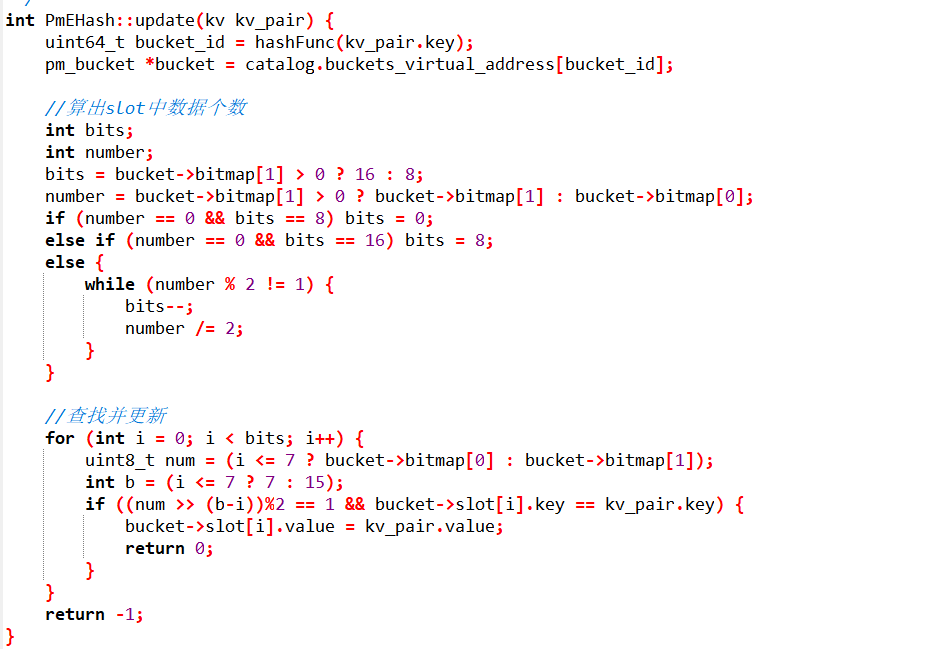 int PmEHash::update(kv kv_pair) {
    uint64_t bucket_id = hashFunc(kv_pair.key);
    pm_bucket *bucket = catalog.buckets_virtual_address[bucket_id];
    //算出slot中数据个数
    int bits;
    int number;
    bits = bucket->bitmap[1] > 0 ? 16 : 8;
    number = bucket->bitmap[1] > 0 ? bucket->bitmap[1] : bucket->bitmap[0];
    if (number == 0 && bits == 8) bits = 0;
    else if (number == 0 && bits == 16) bits = 8;
    else {
        while (number % 2 != 1) {
            bits--;
            number /= 2;
        }
    }
    //查找并更新
    for (int i = 0; i < bits; i++) {
        uint8_t num = (i <= 7 ? bucket->bitmap[0] : bucket->bitmap[1]);
        int b = (i <= 7 ? 7 : 15);
        if ((num >> (b-i))%2 == 1 && bucket->slot[i].key == kv_pair.key) {
            bucket->slot[i].value = kv_pair.value;
            return 0;
        }
    }
    return -1;
}